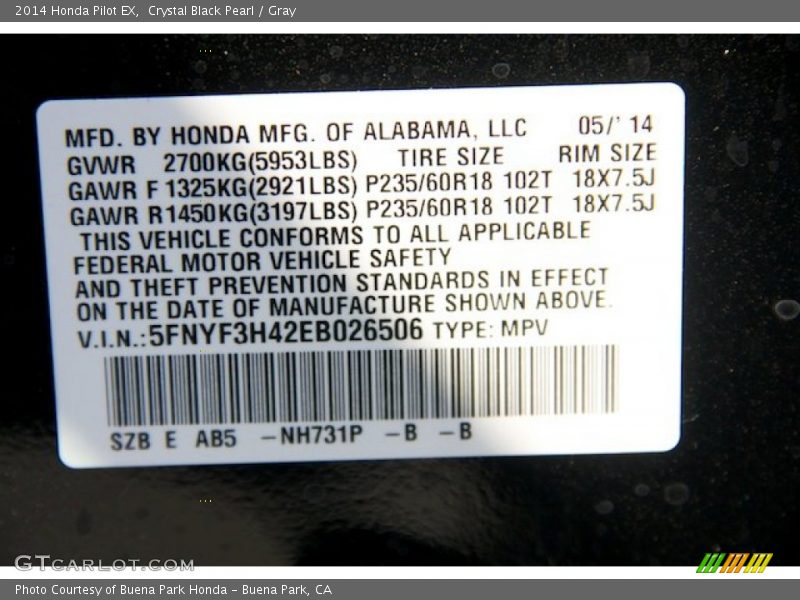 2014 Honda Pilot EX,  Crystal Black Pearl / Gray
MFD. BY HONDA MFG. OF ALABAMA, LLC 05/' 14
GVWR 2700KG(5953LBS) TIRE SIZE RIM SIZE
GAWR F 1325KG(2921LBS) P235/60R18 102T 18X7.5J
GAWR R1450KG(3197LBS) P235/60R18 102T 18X7.5J
THIS VEHICLE CONFORMS TO ALL APPLICABLE
FEDERAL MOTOR VEHICLE SAFETY
AND THEFT PREVENTION STANDARDS IN EFFECT
ON THE DATE OF MANUFACTURE SHOWN ABOVE.
V.I.N.:5FNYF3H42EB026506 TYPE: MPV
SZB E AB5 -NH731P -B -B
GTCARLOT.COM
Photo Courtesy of Buena Park Honda - Buena Park, CA